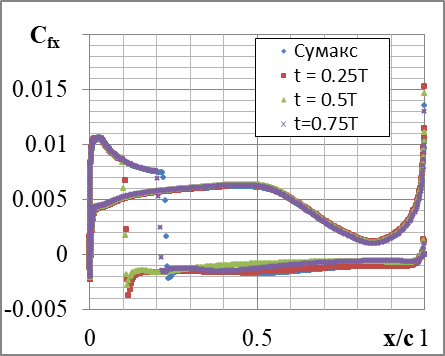 Cfx
Сумакс
t = 0.25T
t = 0.5T
t=0.75T
0.015
0.01
0.005
0
-0.005
0 0.5 x/c 1